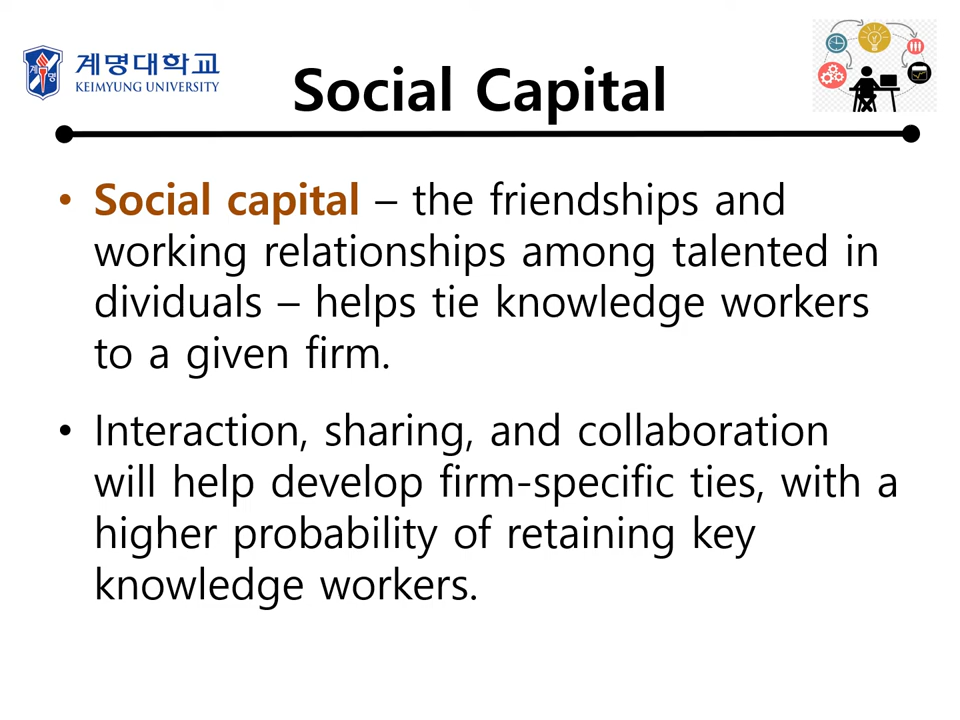 계명대학교
KEIMYUNG UNIVERSITY
Social Capital
• Social capital – the friendships and
working relationships among talented in
dividuals – helps tie knowledge workers
to a given firm.
• Interaction, sharing, and collaboration
will help develop firm-specific ties, with a
higher probability of retaining key
knowledge workers.